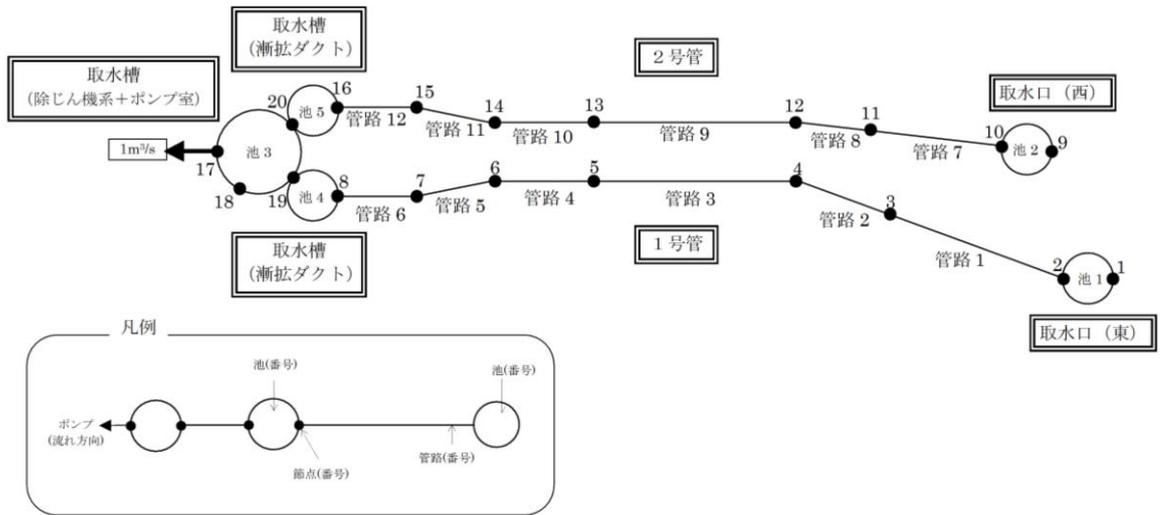 取水槽
(漸拡ダクト)
２号管
取水槽
(除じん機系＋ポンプ室)
取水口（西）
16
15
14
13
12
11
10
9
20
池 5
管路 12
管路 11
管路 10
管路 9
管路 8
管路 7
池 2
1m³/s
池 3
17
18
19
池 4
8
7
6
5
4
3
2
1
管路 6
管路 5
管路 4
管路 3
管路 2
管路 1
池 1
取水槽
(漸拡ダクト)
１号管
取水口（東）
凡例
池(番号)
池(番号)
ポンプ
(流れ方向)
節点(番号)
管路(番号)